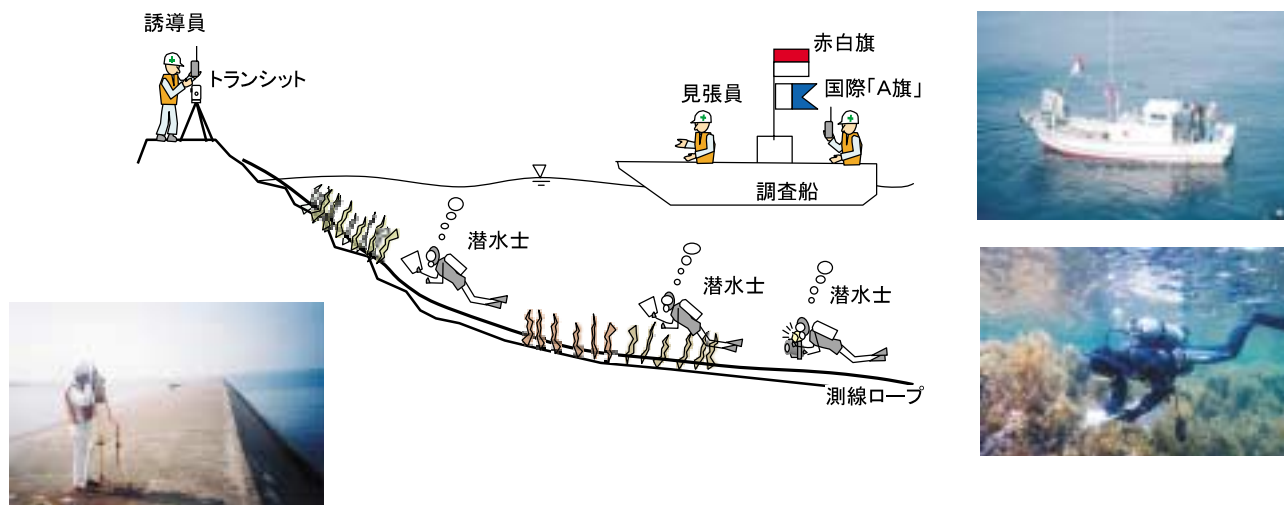 誘導員
トランシット
赤白旗
国際「A旗」
見張員
調査船
潜水士
潜水士
潜水士
測線ロープ